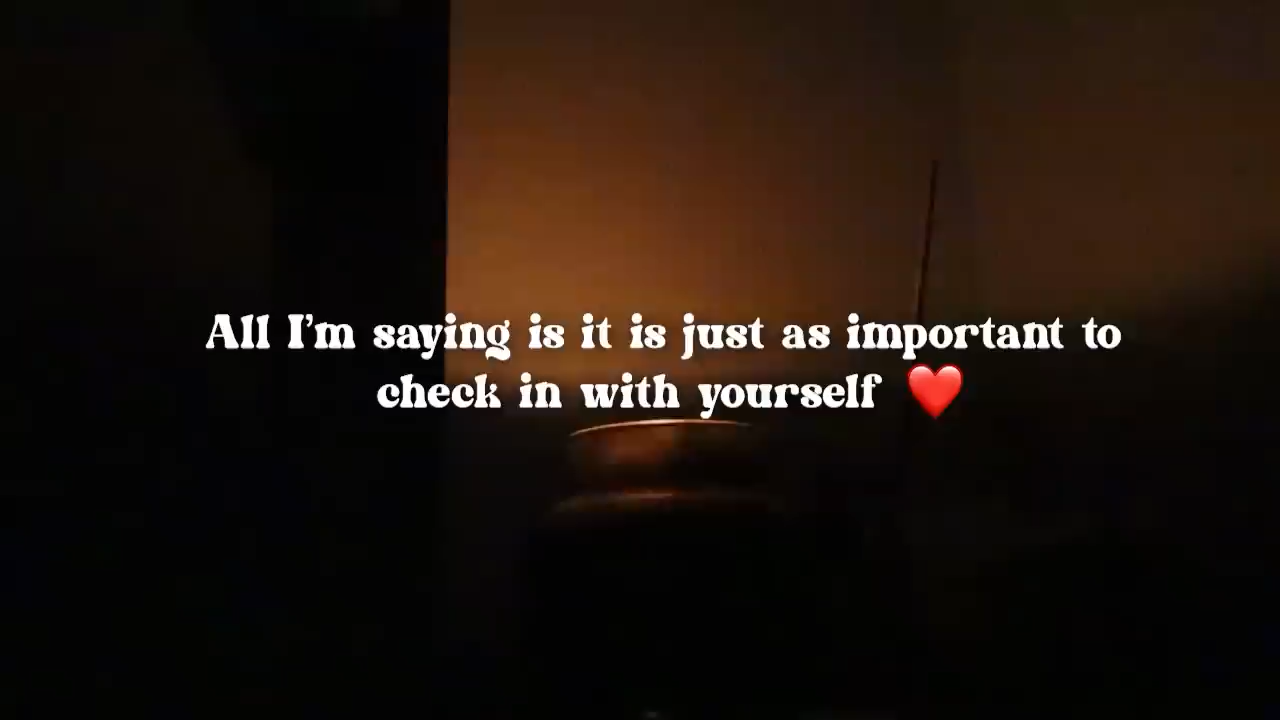 All I'm saying is it is just as important to
check in with yourself ❤️